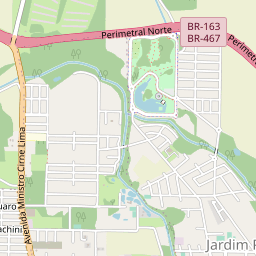 Perimetral Norte
BR-163
BR-467
Perimetral
Avenida Ministro Cirne Lima
uaro
achini
Jardim P